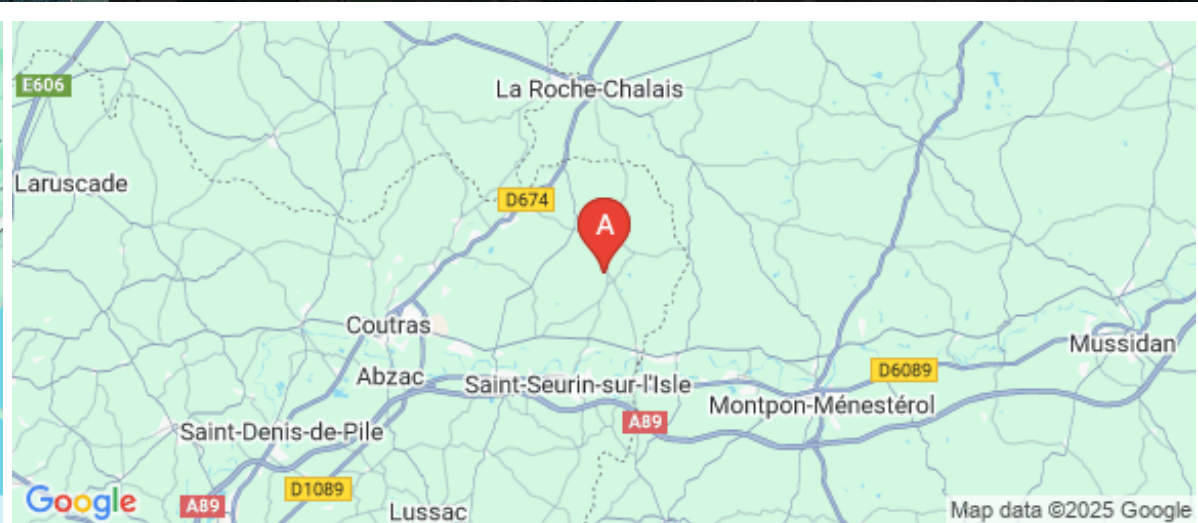 E606
La Roche-Chalais
Laruscade
D674
A
Coutras
Mussidan
Abzac
Saint-Seurin-sur-l'Isle
D6089
Montpon-Ménestérol
A89
Saint-Denis-de-Pile
D1089
Google
A89
Lussac
Map data ©2025 Google